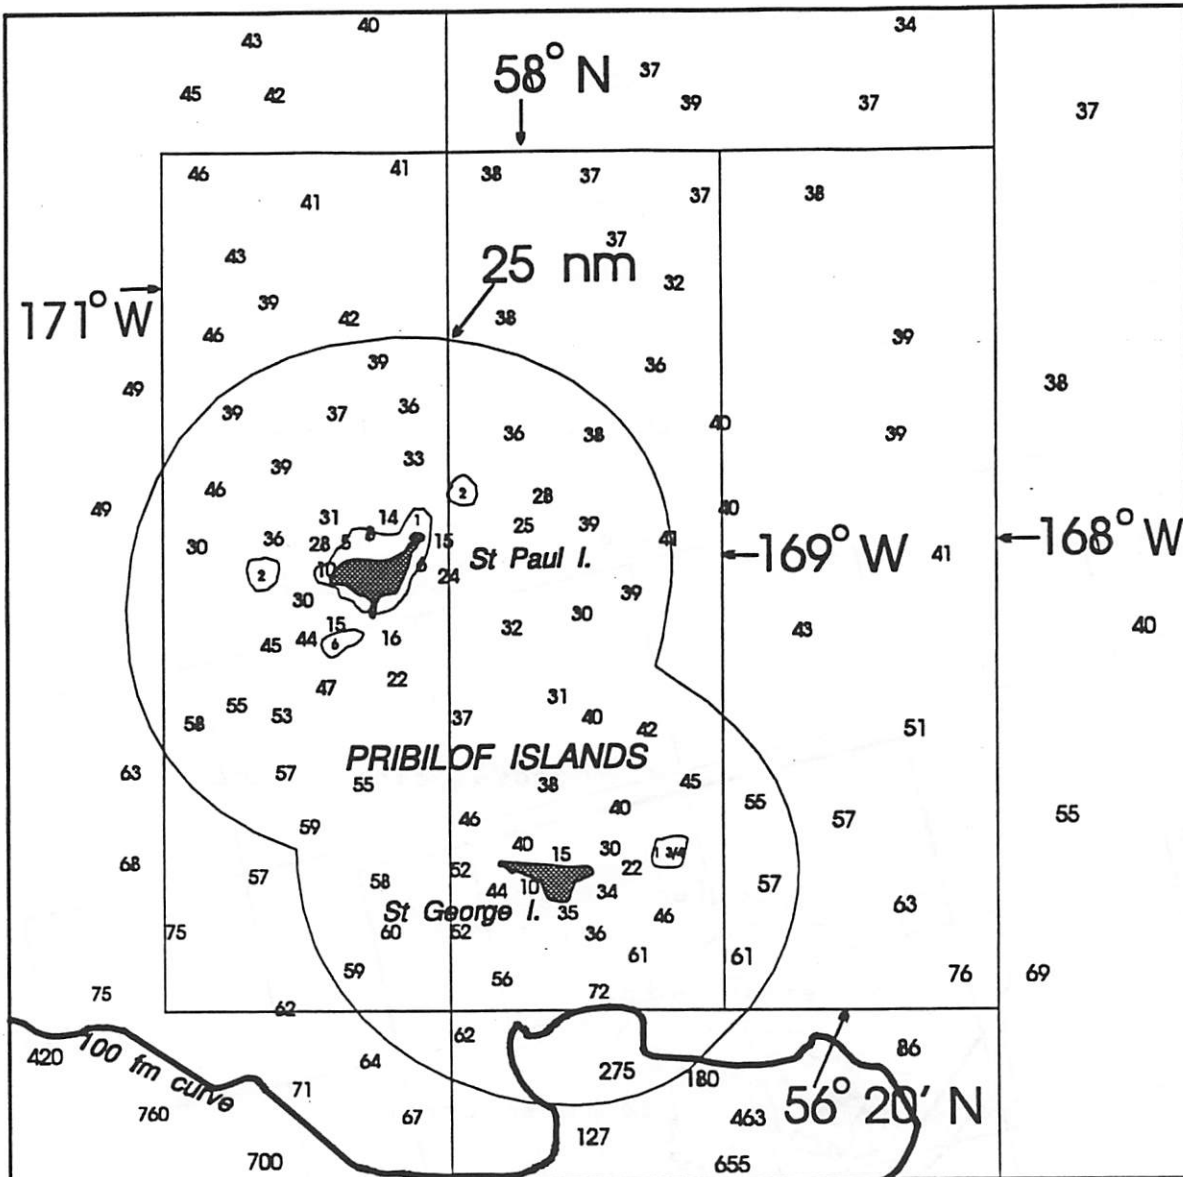 40 34
43
58° N 37
45 42 39 37 37
46 41 38 37
41 37 38
37
43
25 nm
32
171° W 39
42 38
46 39
39 36
49 38
39 37 36 40
36 38 39
33
39
46 2 28
49 31 14 1 40
8 25 39
36 28 5 15 41
30 St Paul I. 169° W 41 168° W
2 10 6 24
30 39
15 32 30 43 40
45 44 6 16
47 22
31
55
58 53 37 40 42 51
PRIBILOF ISLANDS
63 57 55 38 45
55
40
59 46 57 55
40 15 30 1 3/4
68 52 22
57 58 44 10 34 57
St George I. 35 46 63
75 60 52 36
61 61
59 56 76 69
75 72
62
62
420 100 fm curve 64 86
275 180
71
56° 20' N
760 67 463
127
700 655